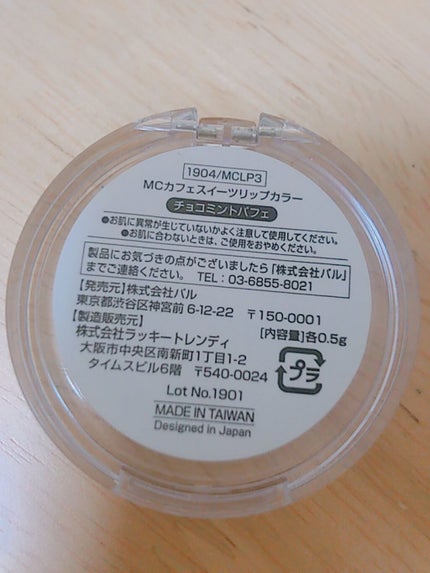 1904/MCLP3
MCカフェスイーツリップカラー
チョコミントパフェ
●お肌に異常が生じていないかよく注意して使用してください。
●お肌に合わないときは、ご使用をおやめください。
製品にお気づきの点がございましたら「株式会社パル」
までご連絡ください。 TEL：03-6855-8021
【発売元】株式会社パル
東京都渋谷区神宮前 6-12-22 〒150-0001
【製造販売元】 [内容量]各0.5g
株式会社ラッキートレンディ
大阪市中央区南新町1丁目1-2
タイムスビル6階 〒540-0024
プラ
Lot No.1901
MADE IN TAIWAN
Designed in Japan